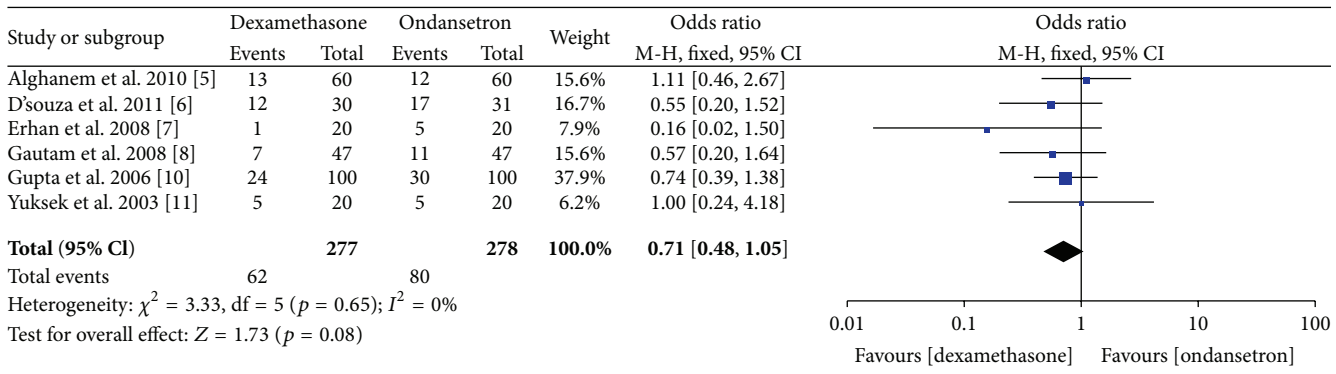 Study or subgroup Dexamethasone Ondansetron Weight Odds ratio Odds ratio
Events Total Events Total M-H, fixed, 95% CI M-H, fixed, 95% CI
Alghanem et al. 2010 [5] 13 60 12 60 15.6% 1.11 [0.46, 2.67]
D'souza et al. 2011 [6] 12 30 17 31 16.7% 0.55 [0.20, 1.52]
Erhan et al. 2008 [7] 1 20 5 20 7.9% 0.16 [0.02, 1.50]
Gautam et al. 2008 [8] 7 47 11 47 15.6% 0.57 [0.20, 1.64]
Gupta et al. 2006 [10] 24 100 30 100 37.9% 0.74 [0.39, 1.38]
Yuksek et al. 2003 [11] 5 20 5 20 6.2% 1.00 [0.24, 4.18]
Total (95% Cl) 277 278 100.0% 0.71 [0.48, 1.05]
Total events 62 80
Heterogeneity: χ² = 3.33, df = 5 (p = 0.65); I² = 0%
Test for overall effect: Z = 1.73 (p = 0.08)
0.01 0.1 1 10 100
Favours [dexamethasone] Favours [ondansetron]